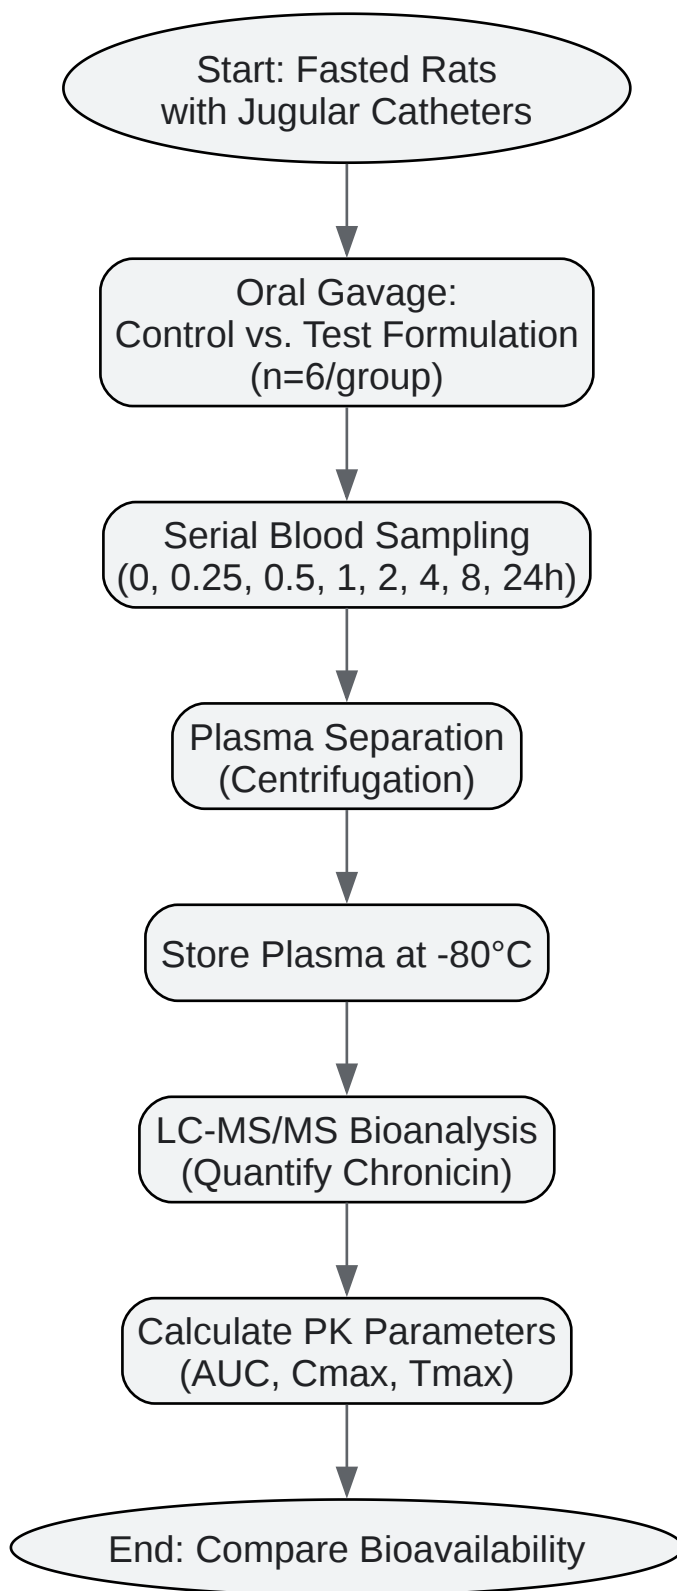 Start: Fasted Rats
with Jugular Catheters
Oral Gavage:
Control vs. Test Formulation
(n=6/group)
Serial Blood Sampling
(0, 0.25, 0.5, 1, 2, 4, 8, 24h)
Plasma Separation
(Centrifugation)
Store Plasma at -80°C
LC-MS/MS Bioanalysis
(Quantify Chronicin)
Calculate PK Parameters
(AUC, Cmax, Tmax)
End: Compare Bioavailability